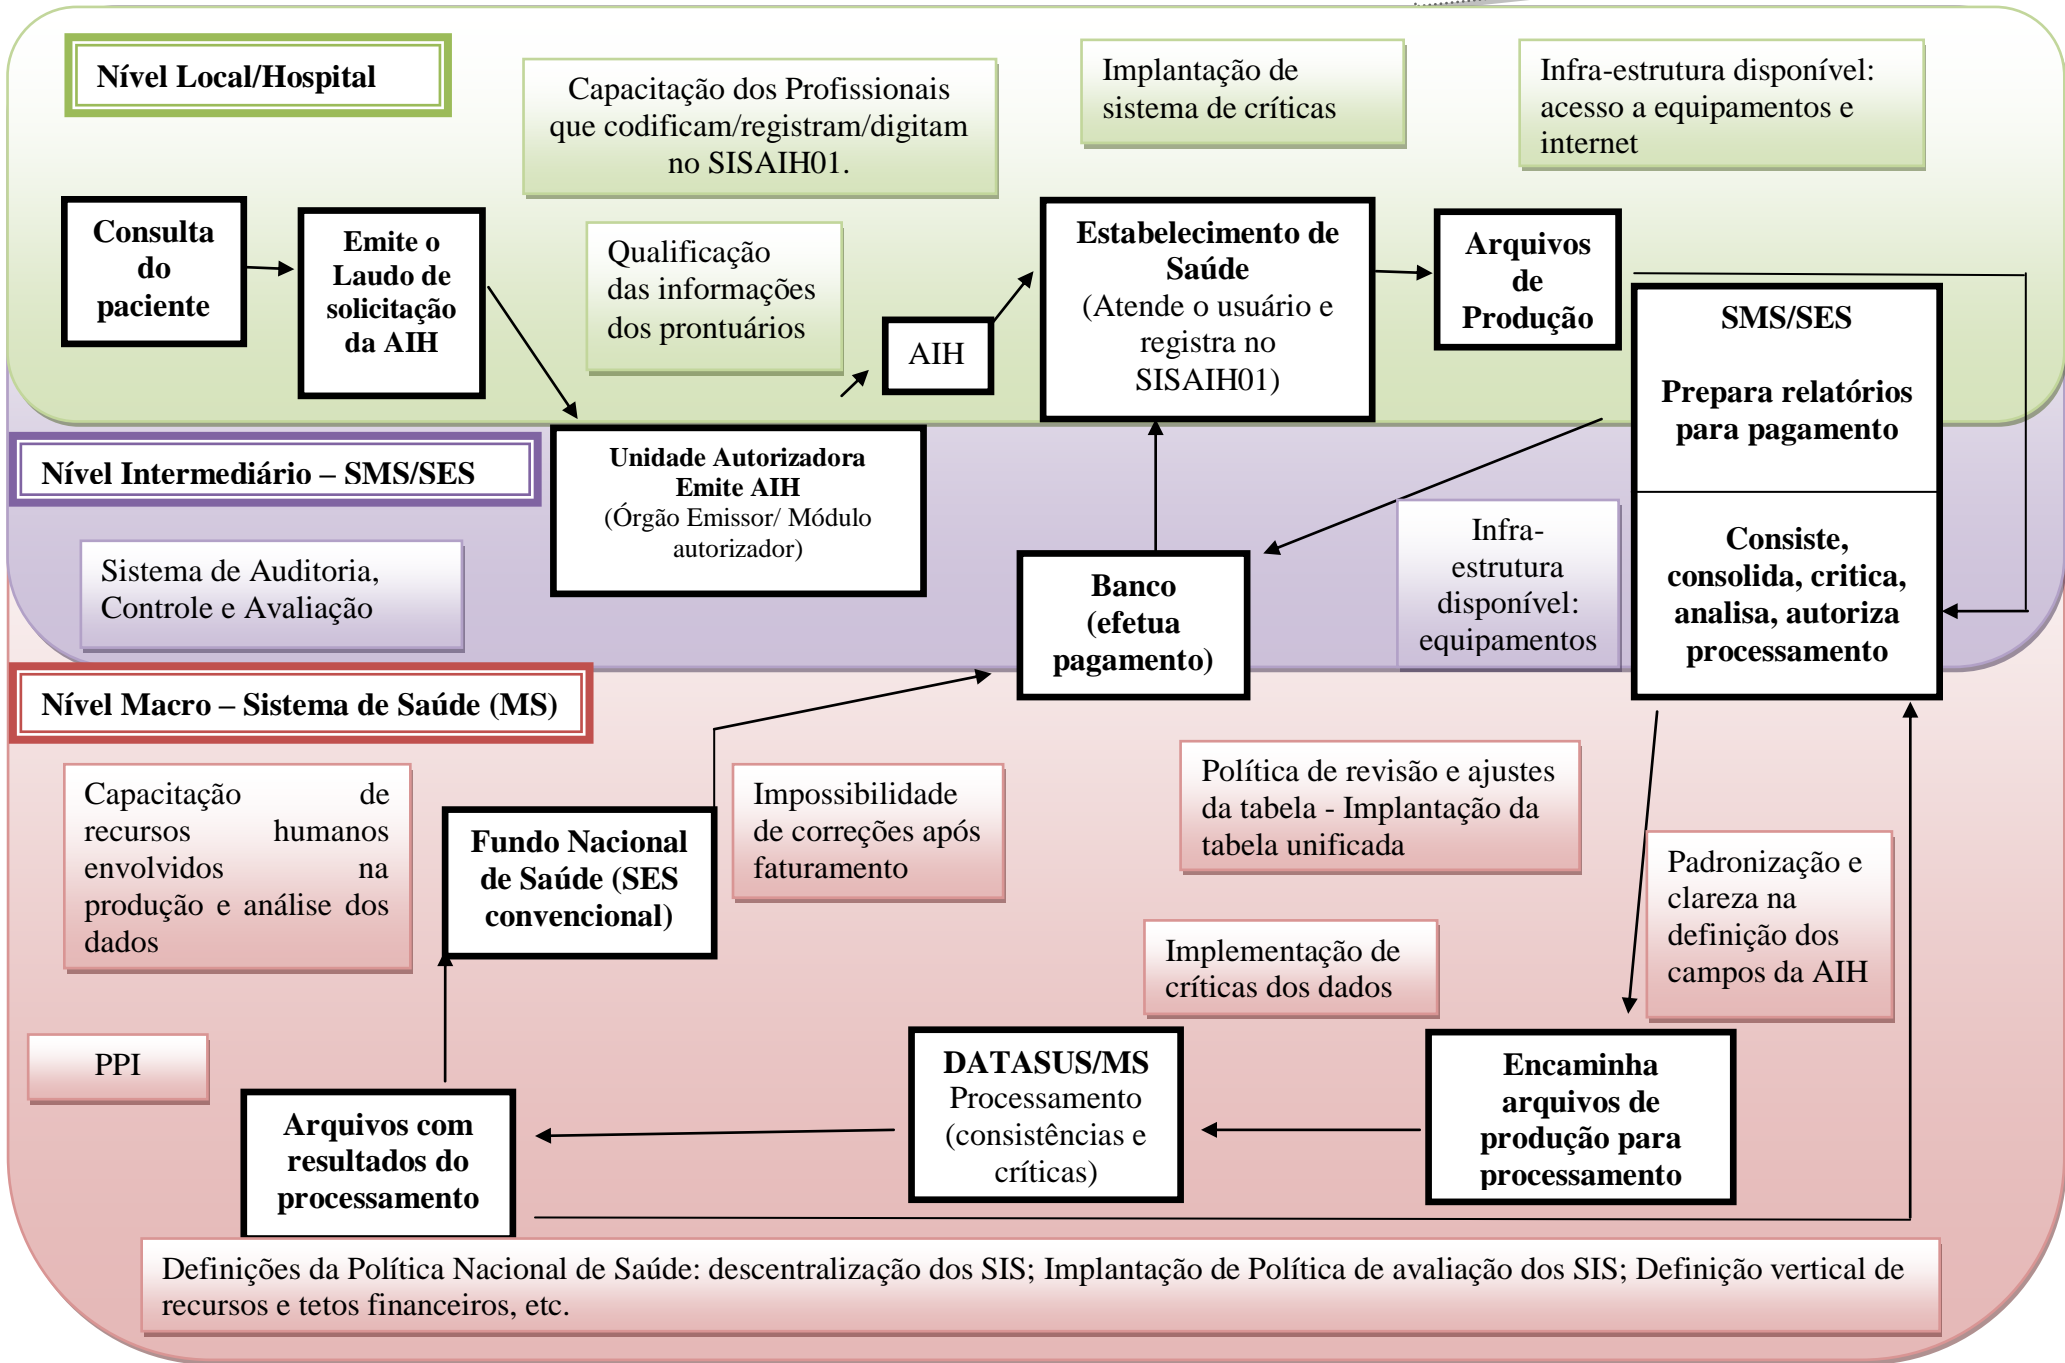 Nível Local/Hospital
Capacitação dos Profissionais
que codificam/registram/digitam
no SISAIH01.
Implantação de
sistema de críticas
Infra-estrutura disponível:
acesso a equipamentos e
internet
Consulta
do
paciente
Emite o
Laudo de
solicitação
da AIH
Qualificação
das informações
dos prontuários
AIH
Estabelecimento de
Saúde
(Atende o usuário e
registra no
SISAIH01)
Arquivos
de
Produção
SMS/SES
Prepara relatórios
para pagamento
Consiste,
consolida, critica,
analisa, autoriza
processamento
Nível Intermediário – SMS/SES
Unidade Autorizadora
Emite AIH
(Órgão Emissor/ Módulo
autorizador)
Sistema de Auditoria,
Controle e Avaliação
Banco
(efetua
pagamento)
Infra-
estrutura
disponível:
equipamentos
Nível Macro – Sistema de Saúde (MS)
Capacitação de
recursos humanos
envolvidos na
produção e análise dos
dados
Fundo Nacional
de Saúde (SES
convencional)
Impossibilidade
de correções após
faturamento
Política de revisão e ajustes
da tabela - Implantação da
tabela unificada
Padronização e
clareza na
definição dos
campos da AIH
Implementação de
críticas dos dados
PPI
Arquivos com
resultados do
processamento
DATASUS/MS
Processamento
(consistências e
críticas)
Encaminha
arquivos de
produção para
processamento
Definições da Política Nacional de Saúde: descentralização dos SIS; Implantação de Política de avaliação dos SIS; Definição vertical de
recursos e tetos financeiros, etc.